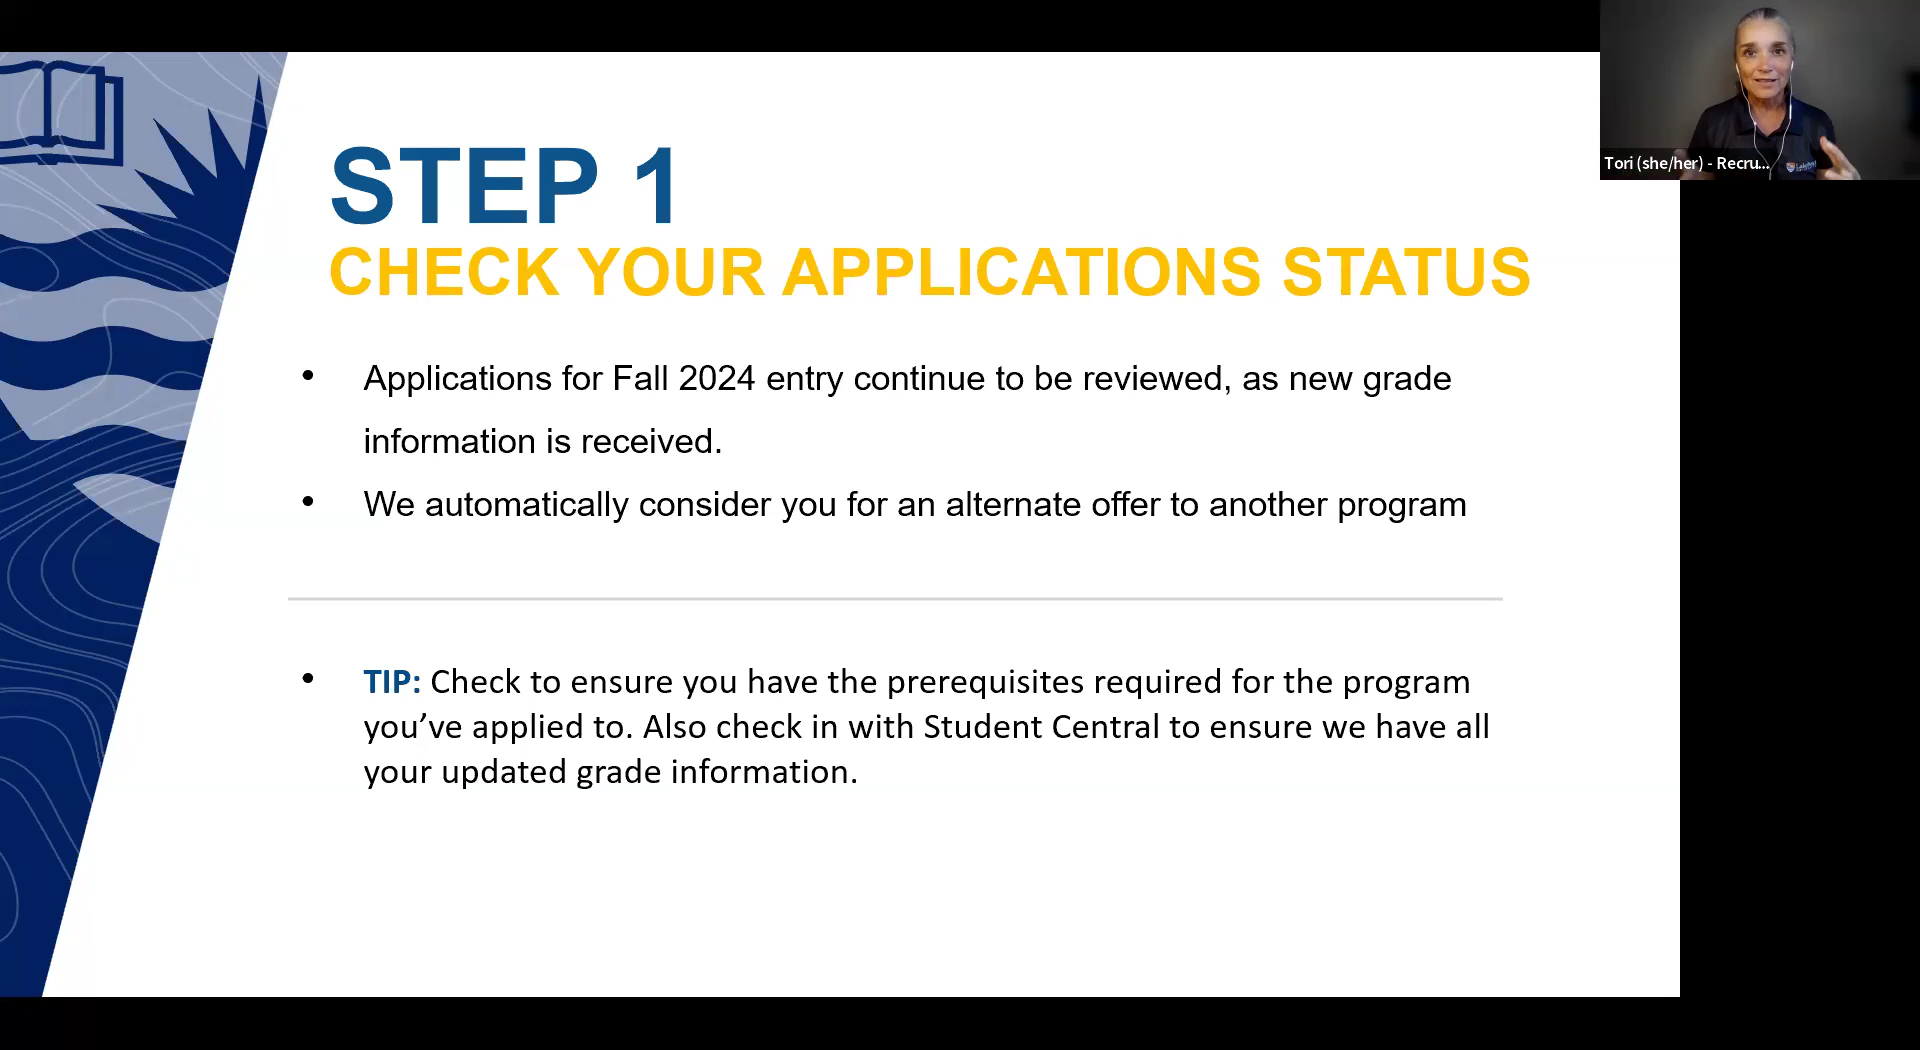 STEP 1
CHECK YOUR APPLICATIONS STATUS
• Applications for Fall 2024 entry continue to be reviewed, as new grade
information is received.
• We automatically consider you for an alternate offer to another program
• TIP: Check to ensure you have the prerequisites required for the program
you’ve applied to. Also check in with Student Central to ensure we have all
your updated grade information.
Tori (she/her) - Recru...